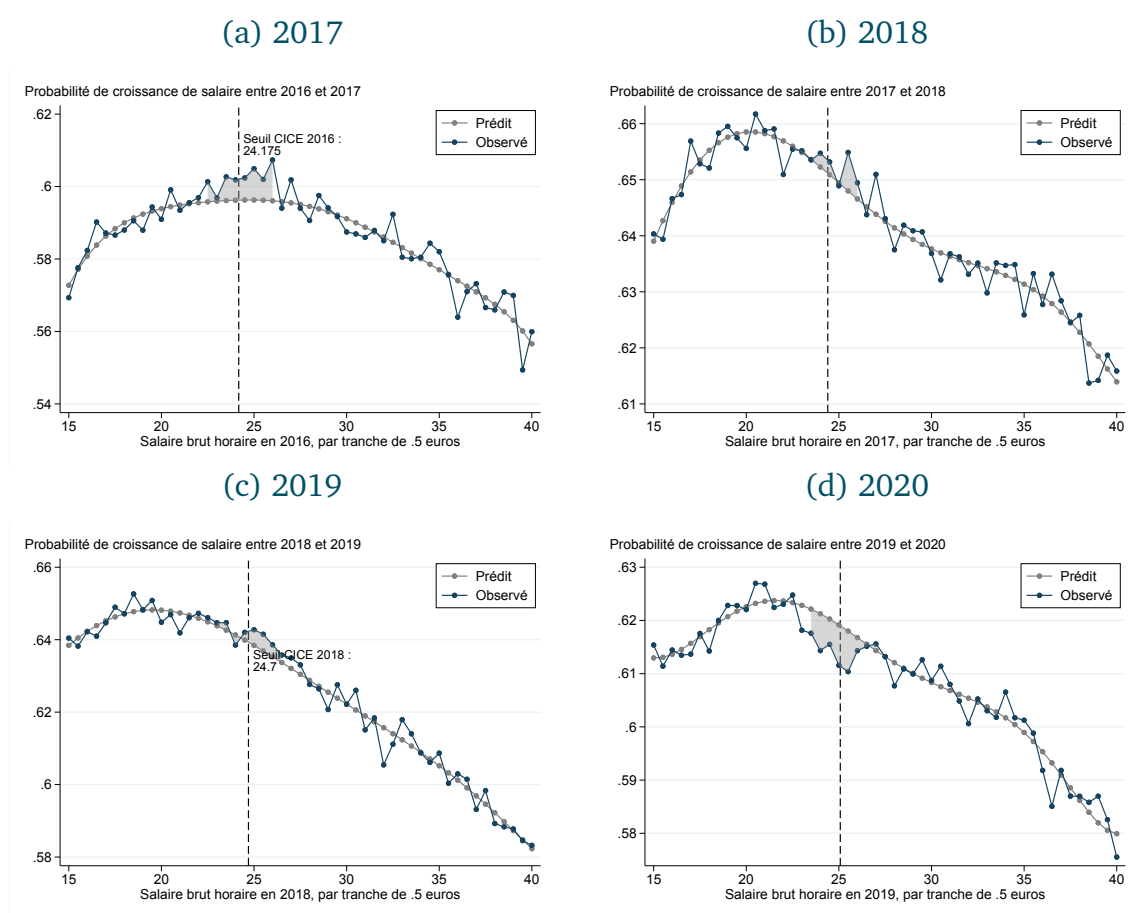 (a) 2017
Probabilité de croissance de salaire entre 2016 et 2017
.62
.6
.58
.56
.54
Seuil CICE 2016 :
24.175
Prédit
Observé
15 20 25 30 35 40
Salaire brut horaire en 2016, par tranche de .5 euros
(b) 2018
Probabilité de croissance de salaire entre 2017 et 2018
.66
.65
.64
.63
.62
.61
Prédit
Observé
15 20 25 30 35 40
Salaire brut horaire en 2017, par tranche de .5 euros
(c) 2019
Probabilité de croissance de salaire entre 2018 et 2019
.66
.64
.62
.6
.58
Seuil CICE 2018 :
24.7
Prédit
Observé
15 20 25 30 35 40
Salaire brut horaire en 2018, par tranche de .5 euros
(d) 2020
Probabilité de croissance de salaire entre 2019 et 2020
.63
.62
.61
.6
.59
.58
Prédit
Observé
15 20 25 30 35 40
Salaire brut horaire en 2019, par tranche de .5 euros